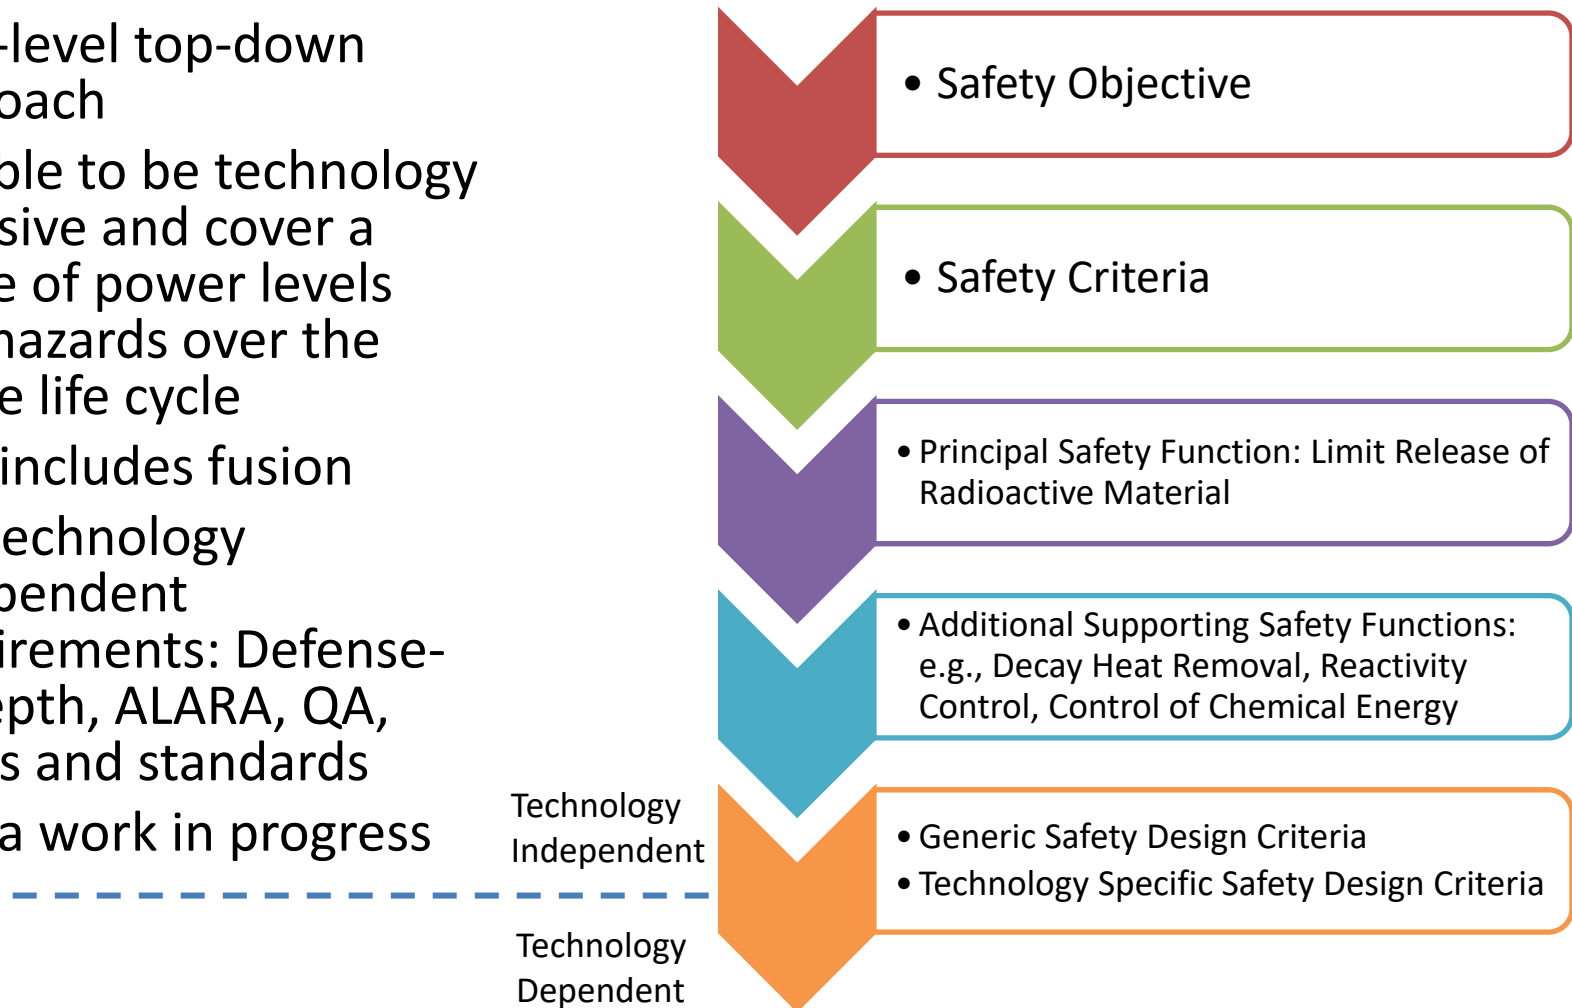 -level top-down
oach
ble to be technology
sive and cover a
e of power levels
hazards over the
e life cycle
includes fusion
echnology
pendent
irements: Defense-
epth, ALARA, QA,
s and standards
a work in progress
Technology
Independent
Technology
Dependent
• Safety Objective
• Safety Criteria
• Principal Safety Function: Limit Release of
Radioactive Material
• Additional Supporting Safety Functions:
e.g., Decay Heat Removal, Reactivity
Control, Control of Chemical Energy
• Generic Safety Design Criteria
• Technology Specific Safety Design Criteria